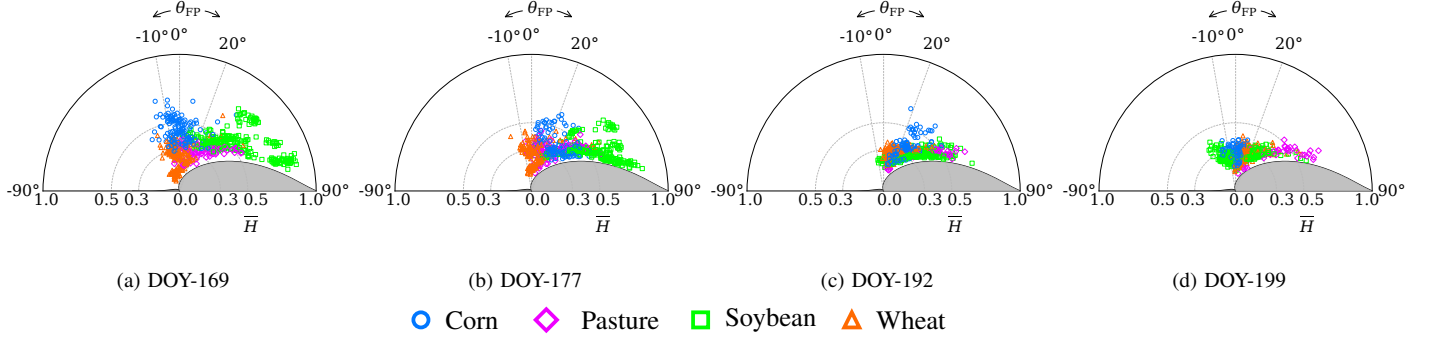 θFP θFP θFP θFP
-10° 0° 20° -10° 0° 20° -10° 0° 20° -10° 0° 20°
-90° 90° -90° 90° -90° 90° -90° 90°
1.0 0.5 0.3 0.0 0.3 0.5 1.0 1.0 0.5 0.3 0.0 0.3 0.5 1.0 1.0 0.5 0.3 0.0 0.3 0.5 1.0 1.0 0.5 0.3 0.0 0.3 0.5 1.0
H̅ H̅ H̅ H̅
(a) DOY-169 (b) DOY-177 (c) DOY-192 (d) DOY-199
Corn Pasture Soybean Wheat